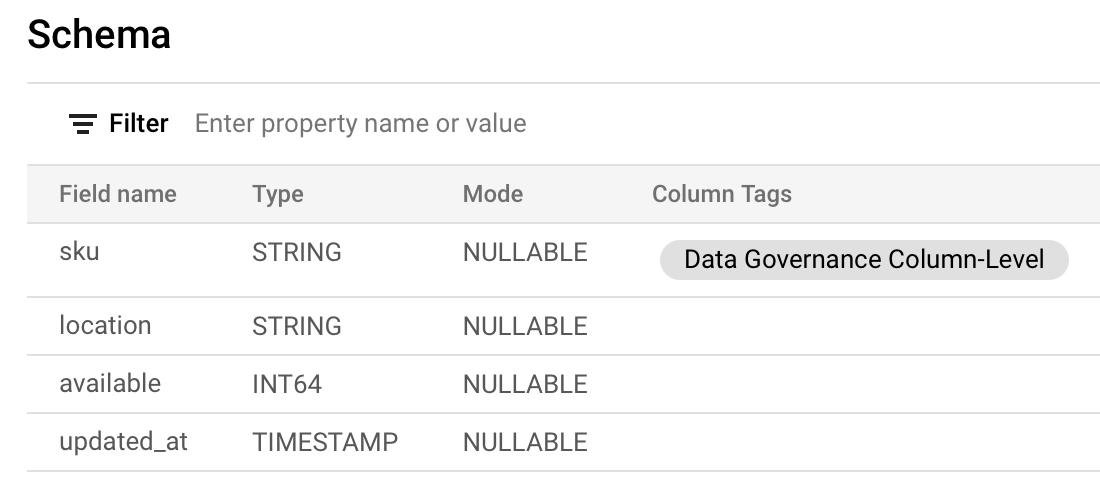 Schema
Filter Enter property name or value
Field name Type Mode Column Tags
sku STRING NULLABLE Data Governance Column-Level
location STRING NULLABLE
available INT64 NULLABLE
updated_at TIMESTAMP NULLABLE